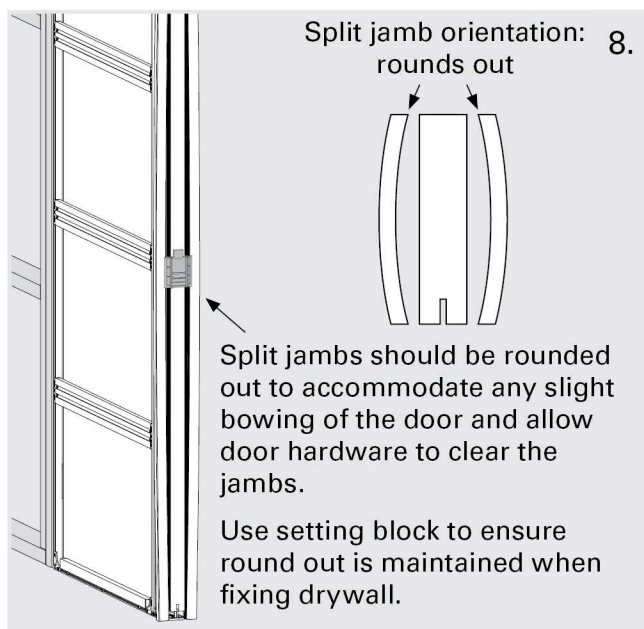 Split jamb orientation:
rounds out
8.
Split jambs should be rounded
out to accommodate any slight
bowing of the door and allow
door hardware to clear the
jambs.
Use setting block to ensure
round out is maintained when
fixing drywall.